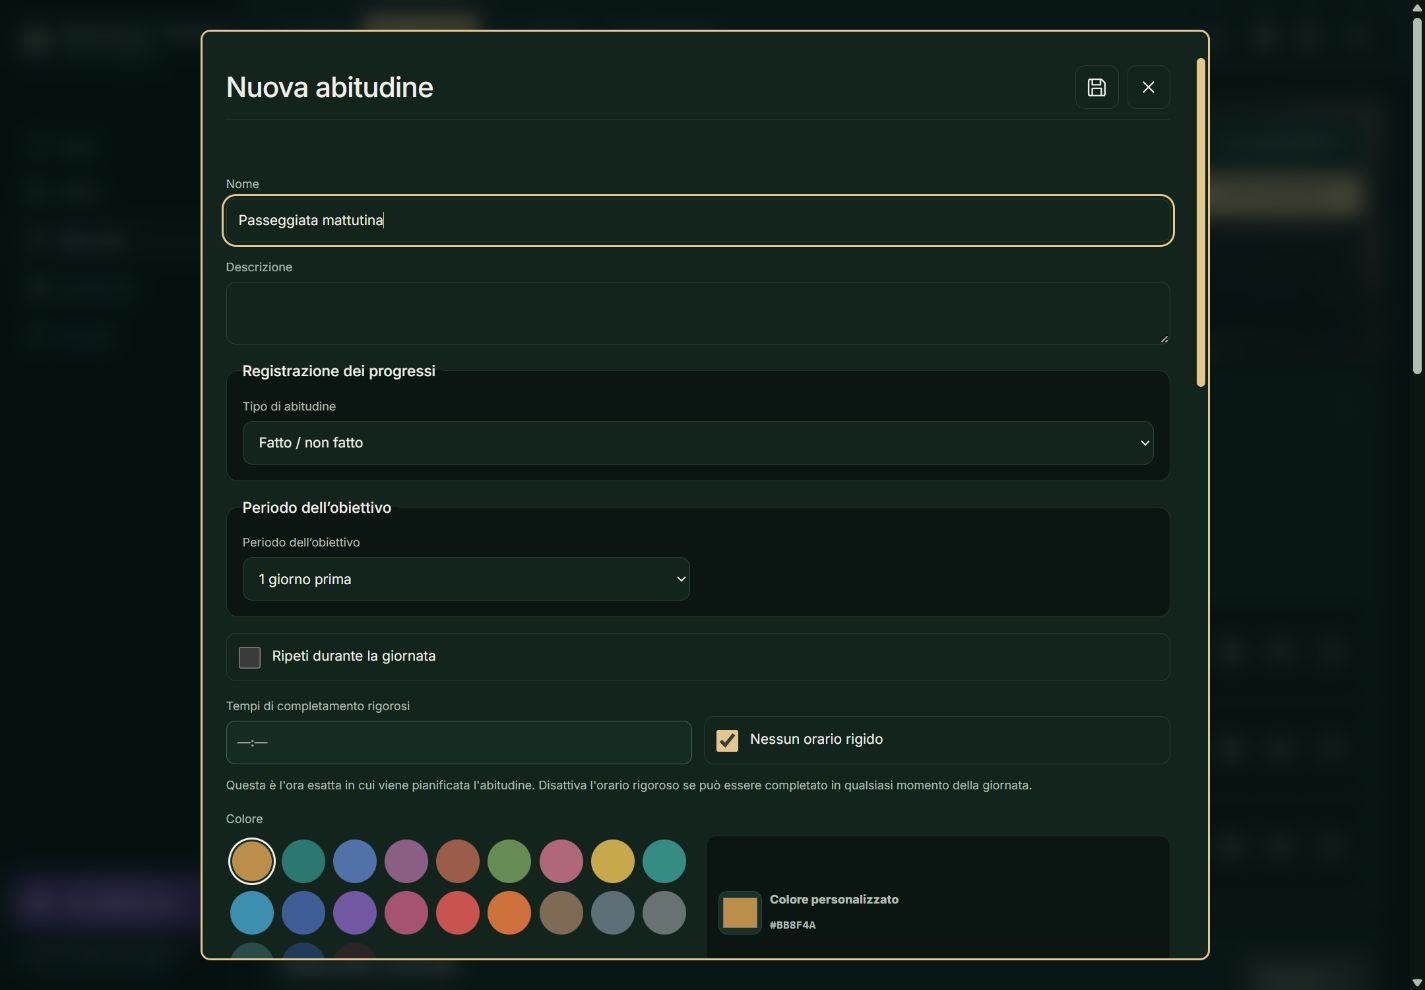 Nuova abitudine
Nome
Passeggiata mattutina
Descrizione
Registrazione dei progressi
Tipo di abitudine
Fatto / non fatto
Periodo dell’obiettivo
Periodo dell’obiettivo
1 giorno prima
Ripeti durante la giornata
Tempi di completamento rigorosi
—:—
Nessun orario rigido
Questa è l'ora esatta in cui viene pianificata l'abitudine. Disattiva l'orario rigoroso se può essere completato in qualsiasi momento della giornata.
Colore
Colore personalizzato
#BB8F4A